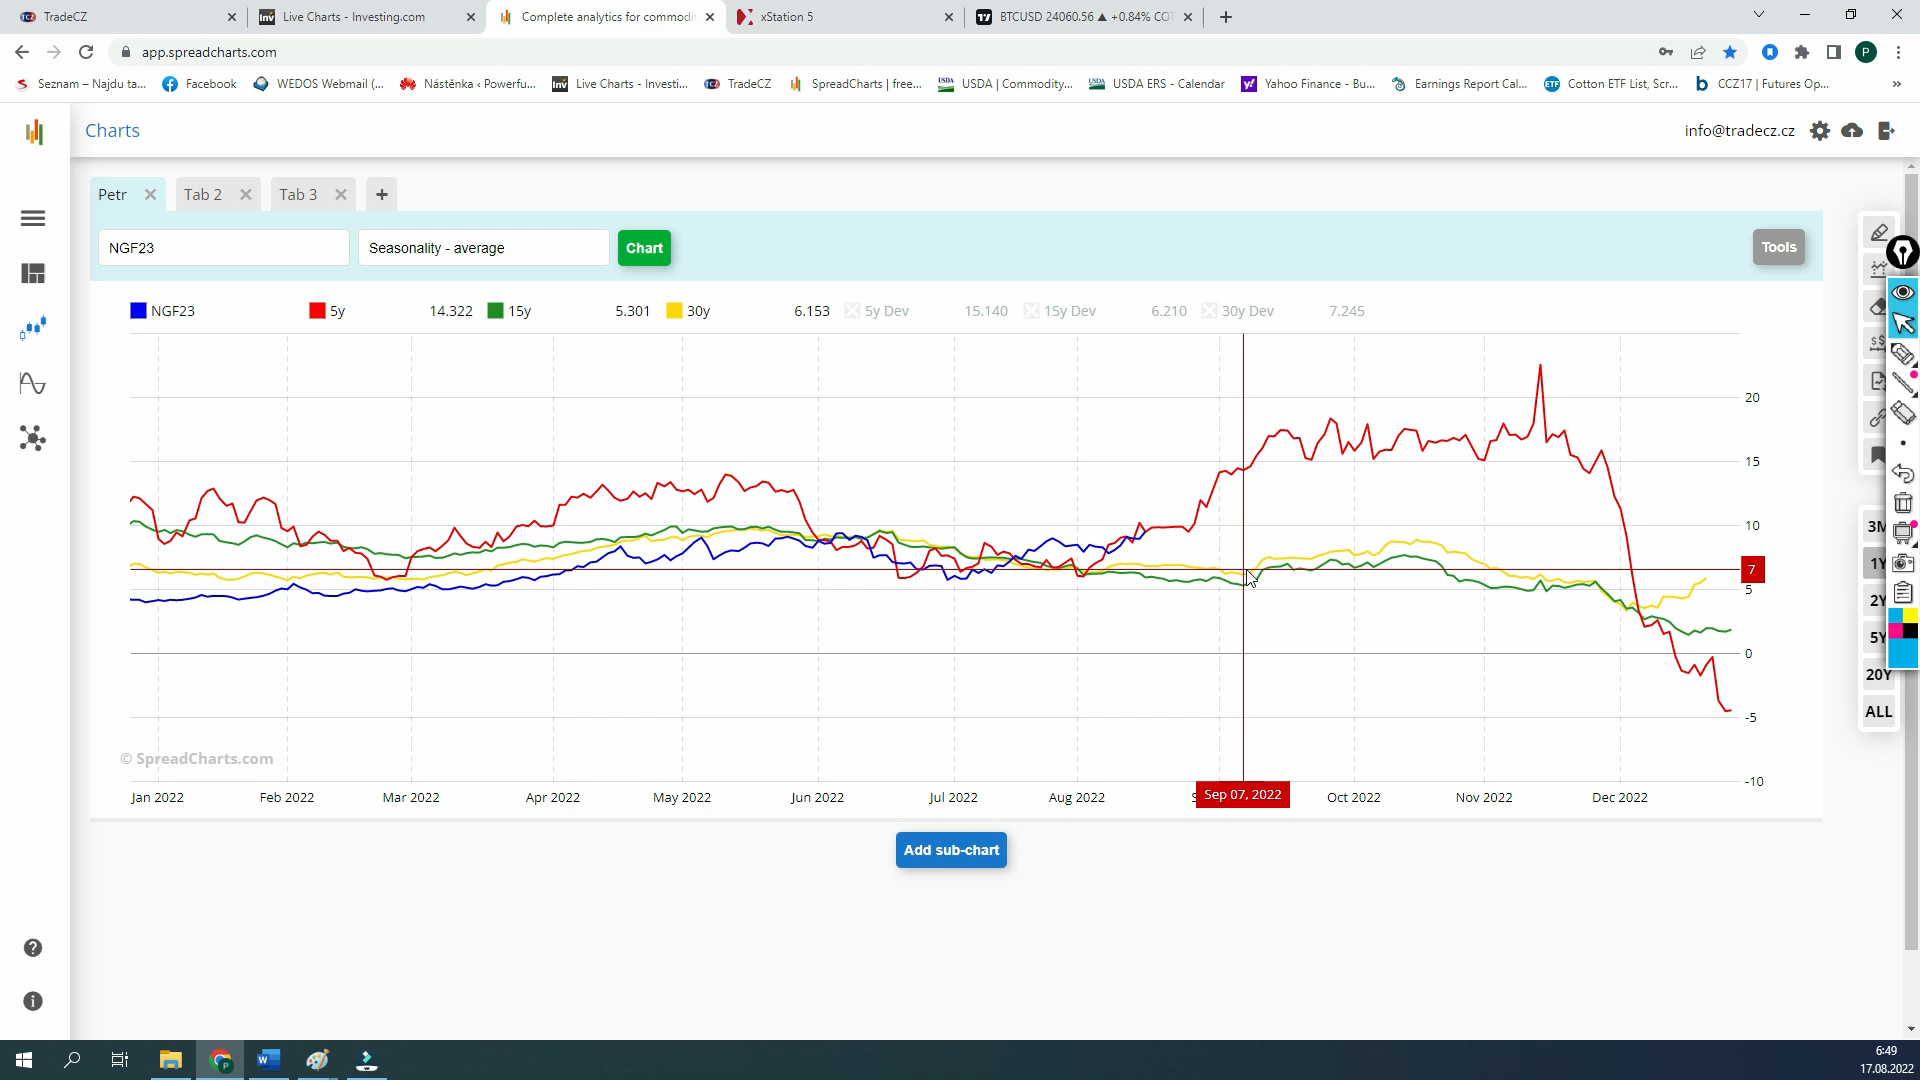 TradeCZ
Live Charts - Investing.com
Complete analytics for commodi
xStation 5
BTCUSD 24060.56 ▲ +0.84% CO
app.spreadcharts.com
Seznam – Najdu ta...
Facebook
WEDOS Webmail (...
Nástěnka ‹ Powerfu...
Live Charts - Investi...
TradeCZ
SpreadCharts | free...
USDA | Commodity...
USDA ERS - Calendar
Yahoo Finance - Bu...
Earnings Report Cal...
Cotton ETF List, Scr...
CCZ17 | Futures Op...
Charts
info@tradecz.cz
Petr
Tab 2
Tab 3
NGF23
Seasonality - average
Chart
Tools
NGF23
5y 14.322
15y 5.301
30y 6.153
5y Dev 15.140
15y Dev 6.210
30y Dev 7.245
20
15
10
7
5
0
-5
-10
© SpreadCharts.com
Jan 2022
Feb 2022
Mar 2022
Apr 2022
May 2022
Jun 2022
Jul 2022
Aug 2022
Sep 07, 2022
Oct 2022
Nov 2022
Dec 2022
3M
1Y
2Y
5Y
20Y
ALL
Add sub-chart
6:49
17.08.2022